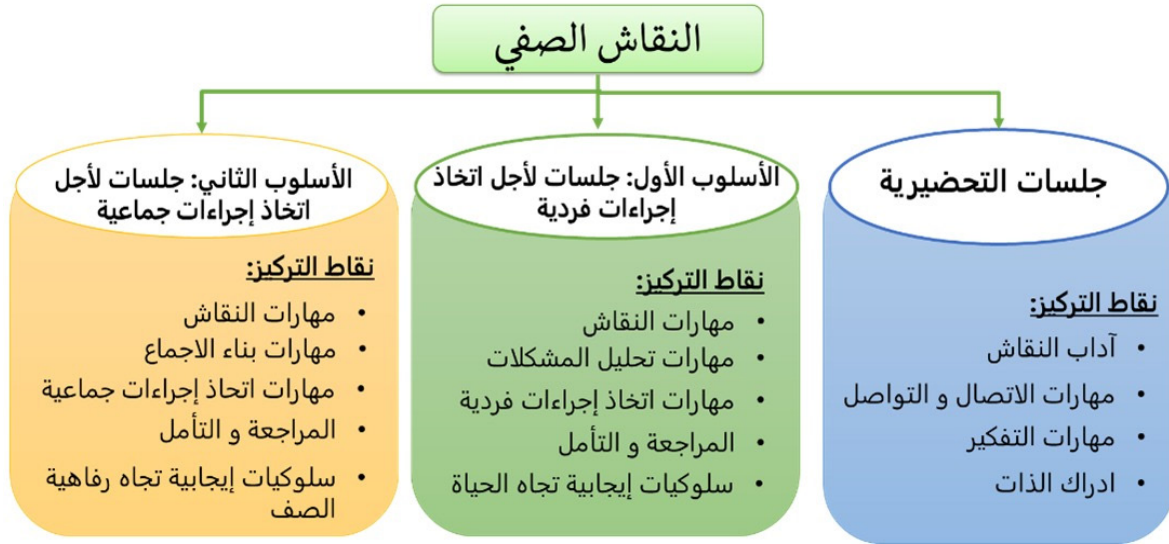 النقاش الصفي
جلسات التحضيرية
نقاط التركيز:
• آداب النقاش
• مهارات الاتصال و التواصل
• مهارات التفكير
• ادراك الذات
الأسلوب الأول: جلسات لأجل اتخاذ
إجراءات فردية
نقاط التركيز:
• مهارات النقاش
• مهارات تحليل المشكلات
• مهارات اتخاذ إجراءات فردية
• المراجعة و التأمل
• سلوكيات إيجابية تجاه الحياة
الأسلوب الثاني: جلسات لأجل
اتخاذ إجراءات جماعية
نقاط التركيز:
• مهارات النقاش
• مهارات بناء الاجماع
• مهارات اتحاذ إجراءات جماعية
• المراجعة و التأمل
• سلوكيات إيجابية تجاه رفاهية
الصف